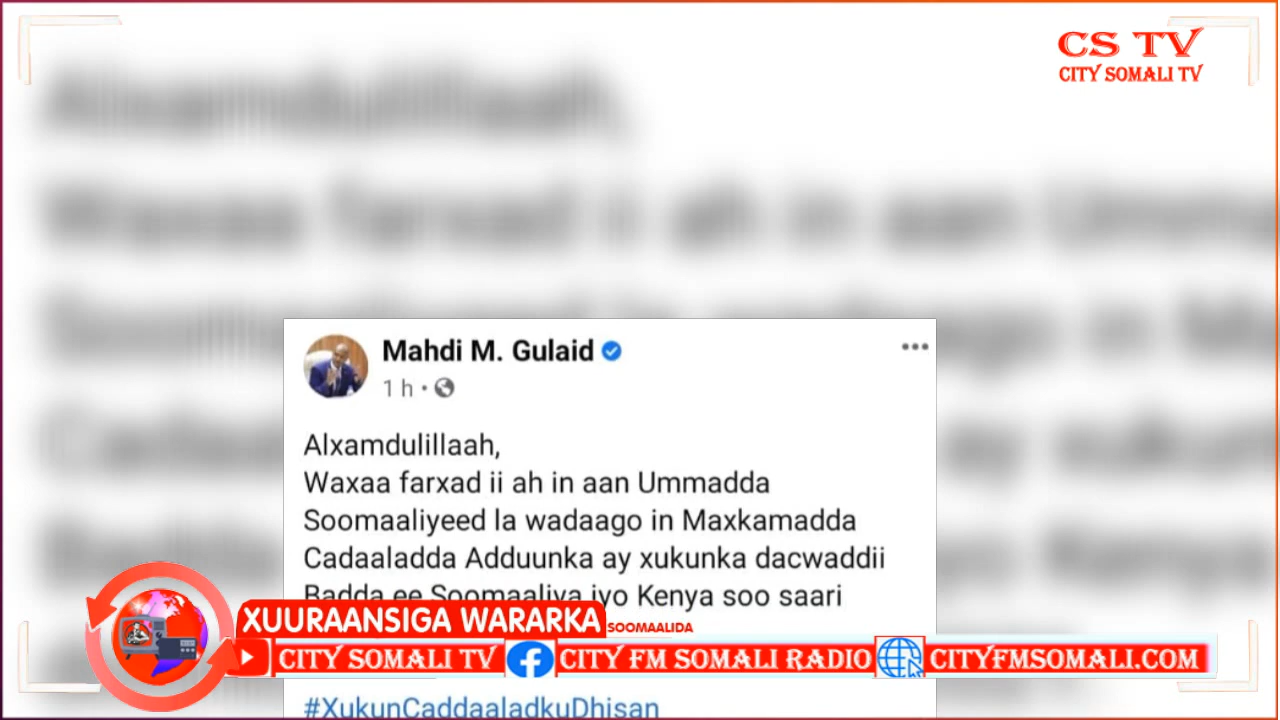 CS TV
CITY SOMALI TV
Mahdi M. Gulaid
1 h
Alxamdulillaah,
Waxaa farxad ii ah in aan Ummadda
Soomaaliyeed la wadaago in Maxkamadda
Cadaaladda Adduunka ay xukunka dacwaddii
Badda ee Soomaaliya iyo Kenya soo saari
XUURAANSIGA WARARKA
SOOMAALIDA
CITY SOMALI TV
CITY FM SOMALI RADIO
CITYFMSOMALI.COM
#XukunCaddaaladkuDhisan